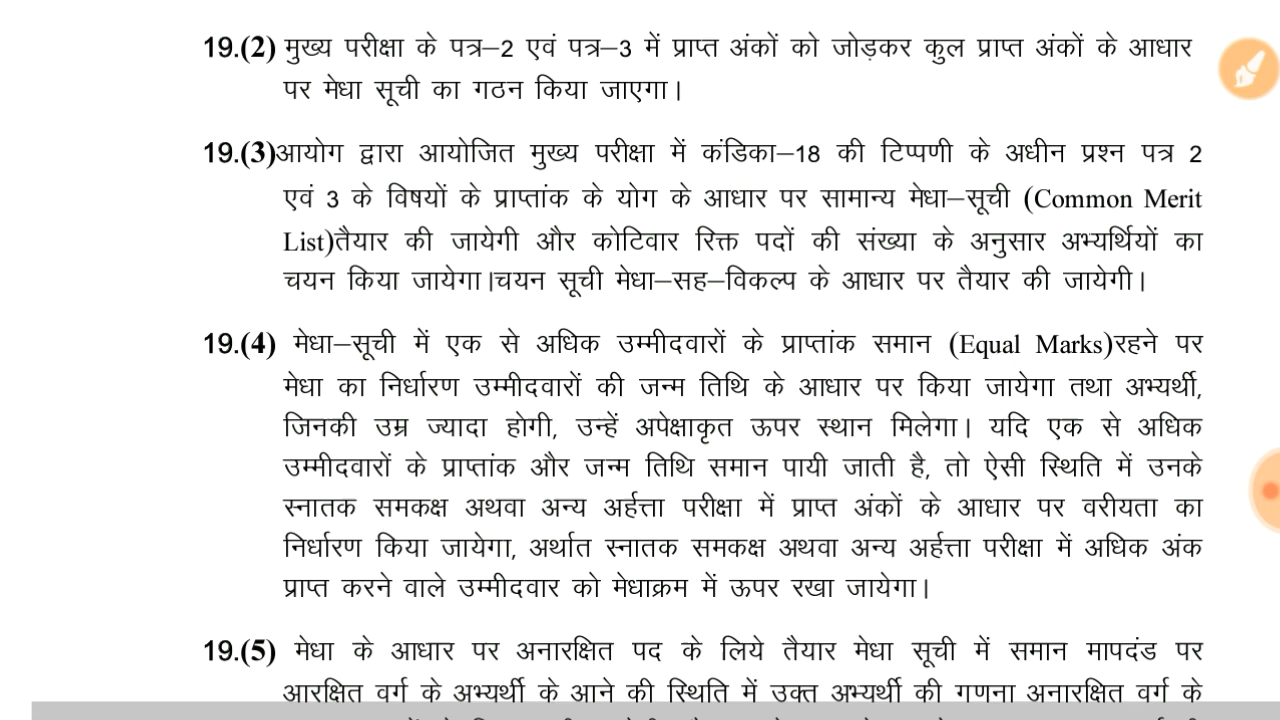 19.(2) मुख्य परीक्षा के पत्र–2 एवं पत्र–3 में प्राप्त अंकों को जोड़कर कुल प्राप्त अंकों के आधार
पर मेधा सूची का गठन किया जाएगा।
19.(3)आयोग द्वारा आयोजित मुख्य परीक्षा में कंडिका–18 की टिप्पणी के अधीन प्रश्न पत्र 2
एवं 3 के विषयों के प्राप्तांक के योग के आधार पर सामान्य मेधा–सूची (Common Merit
List)तैयार की जायेगी और कोटिवार रिक्त पदों की संख्या के अनुसार अभ्यर्थियों का
चयन किया जायेगा।चयन सूची मेधा–सह–विकल्प के आधार पर तैयार की जायेगी।
19.(4) मेधा–सूची में एक से अधिक उम्मीदवारों के प्राप्तांक समान (Equal Marks)रहने पर
मेधा का निर्धारण उम्मीदवारों की जन्म तिथि के आधार पर किया जायेगा तथा अभ्यर्थी,
जिनकी उम्र ज्यादा होगी, उन्हें अपेक्षाकृत ऊपर स्थान मिलेगा। यदि एक से अधिक
उम्मीदवारों के प्राप्तांक और जन्म तिथि समान पायी जाती है, तो ऐसी स्थिति में उनके
स्नातक समकक्ष अथवा अन्य अर्हत्ता परीक्षा में प्राप्त अंकों के आधार पर वरीयता का
निर्धारण किया जायेगा, अर्थात स्नातक समकक्ष अथवा अन्य अर्हत्ता परीक्षा में अधिक अंक
प्राप्त करने वाले उम्मीदवार को मेधाक्रम में ऊपर रखा जायेगा।
19.(5) मेधा के आधार पर अनारक्षित पद के लिये तैयार मेधा सूची में समान मापदंड पर
आरक्षित वर्ग के अभ्यर्थी के आने की स्थिति में उक्त अभ्यर्थी की गणना अनारक्षित वर्ग के